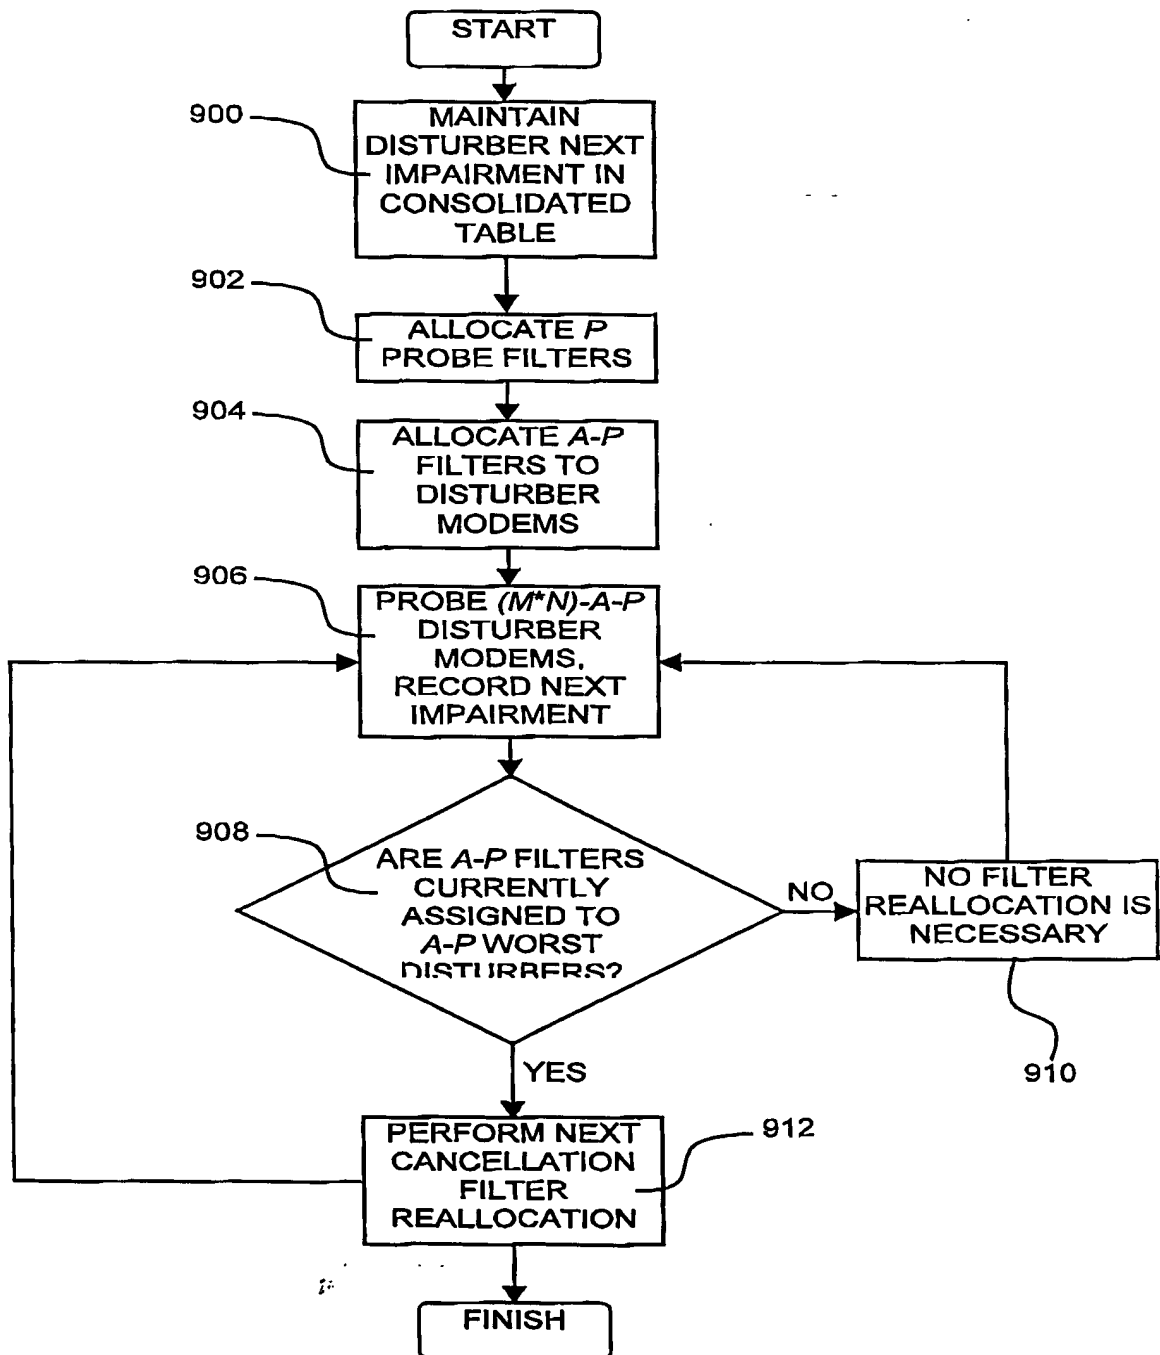 START
900
MAINTAIN
DISTURBER NEXT
IMPAIRMENT IN
CONSOLIDATED
TABLE
902
ALLOCATE P
PROBE FILTERS
904
ALLOCATE A-P
FILTERS TO
DISTURBER
MODEMS
906
PROBE (M*N)-A-P
DISTURBER
MODEMS,
RECORD NEXT
IMPAIRMENT
908
ARE A-P FILTERS
CURRENTLY
ASSIGNED TO
A-P WORST
DISTURBERS?
NO
NO FILTER
REALLOCATION IS
NECESSARY
910
YES
PERFORM NEXT
CANCELLATION
FILTER
REALLOCATION
912
FINISH